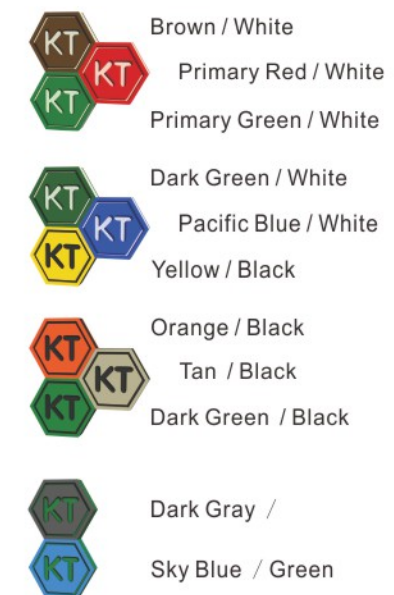 KT
Brown / White
KT
Primary Red / White
KT
Primary Green / White
KT
Dark Green / White
KT
Pacific Blue / White
KT
Yellow / Black
KT
Orange / Black
KT
Tan / Black
KT
Dark Green / Black
KT
Dark Gray /
KT
Sky Blue / Green